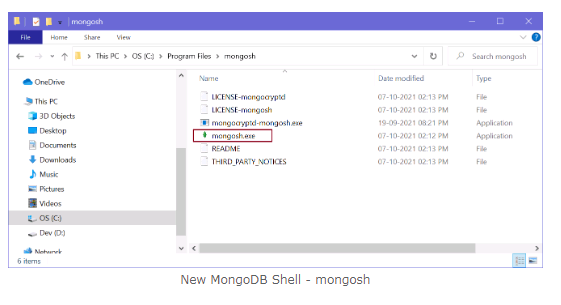 mongosh
File Home Share View
This PC > OS (C:) > Program Files > mongosh
Search mongosh
Name Date modified Type
OneDrive
This PC
3D Objects
Desktop
Documents
Downloads
Music
Pictures
Videos
OS (C:)
Dev (D:)
Network
LICENSE-mongocryptd 07-10-2021 02:13 PM File
LICENSE-mongosh 07-10-2021 02:13 PM File
mongocryptd-mongosh.exe 19-09-2021 08:21 PM Application
mongosh.exe 07-10-2021 02:12 PM Application
README 07-10-2021 02:13 PM File
THIRD_PARTY_NOTICES 07-10-2021 02:13 PM File
6 items
New MongoDB Shell - mongosh